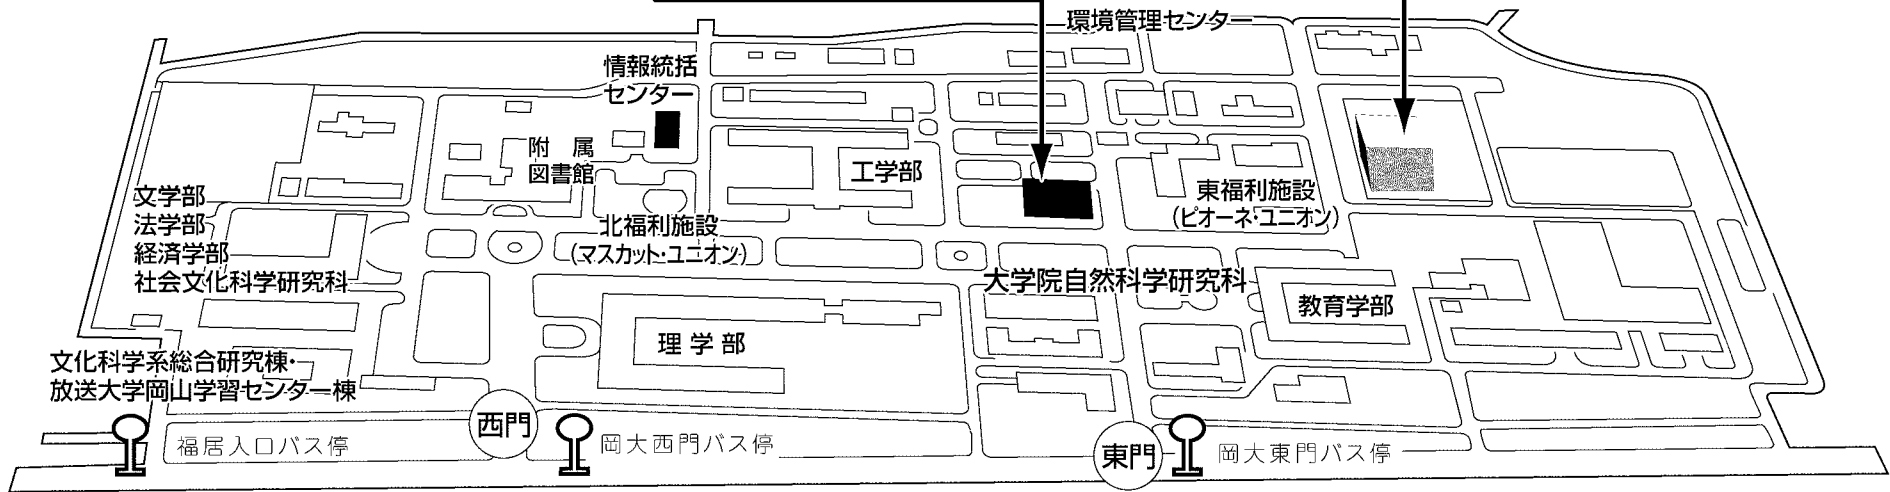 環境管理センター
情報統括
センター
附　属
図書館
工学部
東福利施設
(ピオーネ・ユニオン)
文学部
法学部
経済学部
社会文化科学研究科
北福利施設
(マスカット・ユニオン)
大学院自然科学研究科
教育学部
理 学 部
文化科学系総合研究棟・
放送大学岡山学習センター棟
西門
東門
福居入口バス停
岡大西門バス停
岡大東門バス停